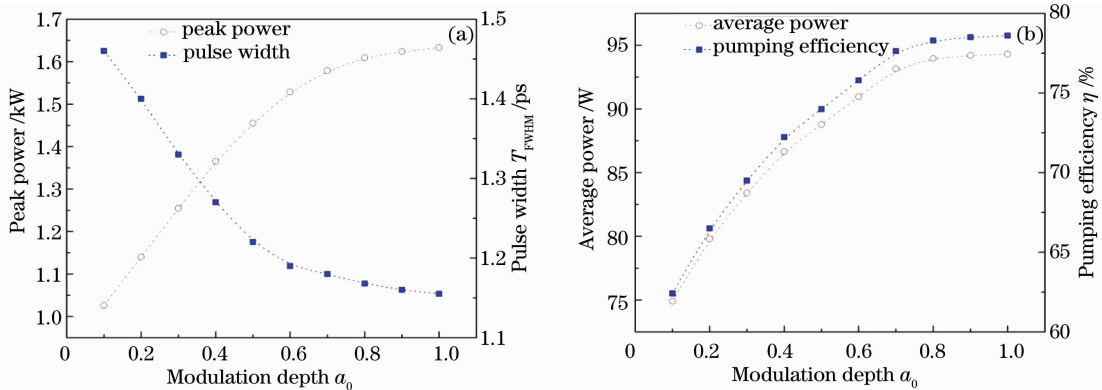 1.7
1.6
1.5
1.4
1.3
1.2
1.1
1.0
Peak power /kW
peak power
pulse width
(a)
1.5
1.4
1.3
1.2
1.1
Pulse width T_FWHM /ps
0 0.2 0.4 0.6 0.8 1.0
Modulation depth a_0
95
90
85
80
75
Average power /W
average power
pumping efficiency
(b)
80
75
70
65
60
Pumping efficiency η /%
0 0.2 0.4 0.6 0.8 1.0
Modulation depth a_0